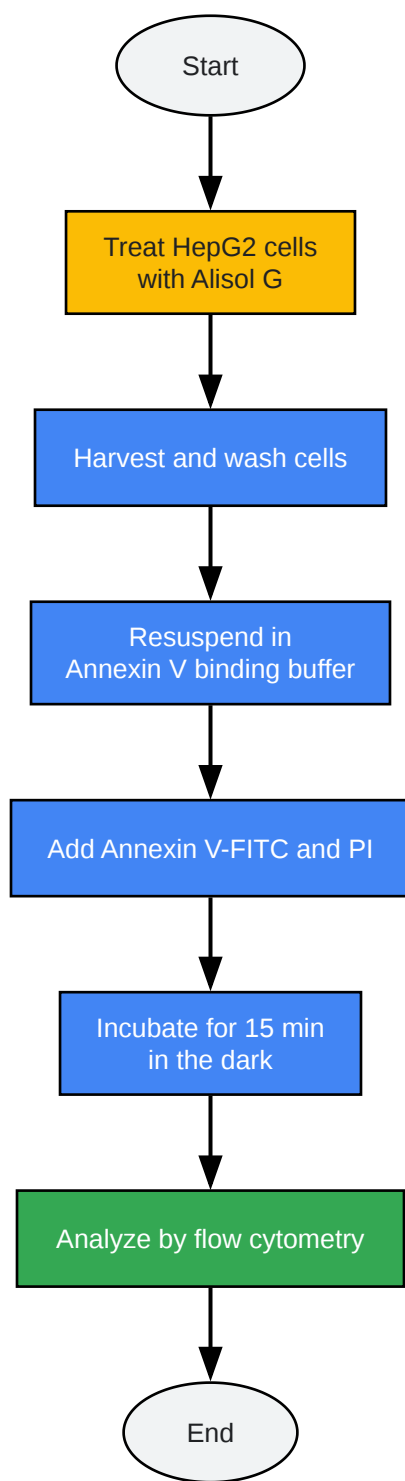 Start
Treat HepG2 cells
with Alisol G
Harvest and wash cells
Resuspend in
Annexin V binding buffer
Add Annexin V-FITC and PI
Incubate for 15 min
in the dark
Analyze by flow cytometry
End